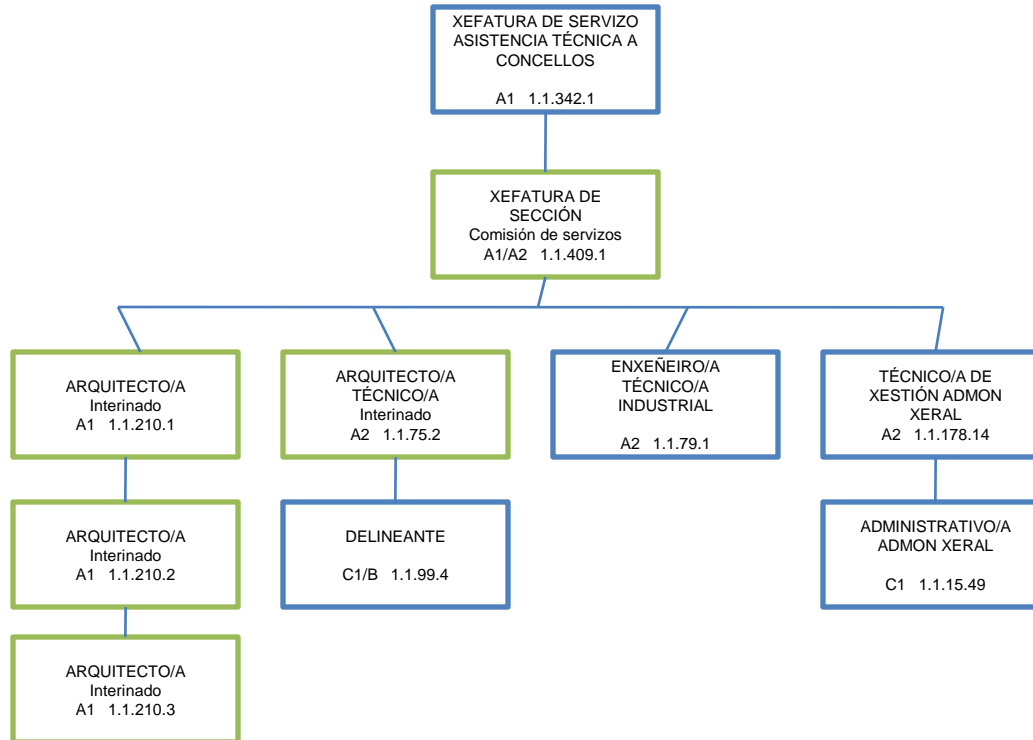 XEFATURA DE SERVIZO
ASISTENCIA TÉCNICA A
CONCELLOS
A1 1.1.342.1
XEFATURA DE
SECCIÓN
Comisión de servizos
A1/A2 1.1.409.1
ARQUITECTO/A
Interinado
A1 1.1.210.1
ARQUITECTO/A
TÉCNICO/A
Interinado
A2 1.1.75.2
ENXEÑEIRO/A
TÉCNICO/A
INDUSTRIAL
A2 1.1.79.1
TÉCNICO/A DE
XESTIÓN ADMON
XERAL
A2 1.1.178.14
ARQUITECTO/A
Interinado
A1 1.1.210.2
DELINEANTE
C1/B 1.1.99.4
ADMINISTRATIVO/A
ADMON XERAL
C1 1.1.15.49
ARQUITECTO/A
Interinado
A1 1.1.210.3